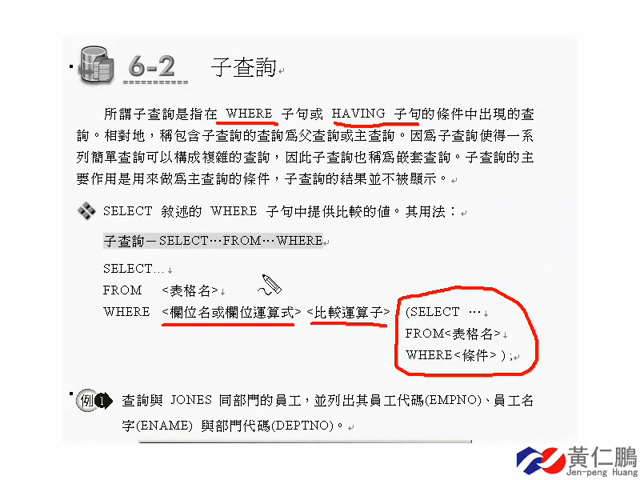 6-2 子查詢
所謂子查詢是指在 WHERE 子句或 HAVING 子句的條件中出現的查
詢。相對地，稱包含子查詢的查詢為父查詢或主查詢。因為子查詢使得一系
列簡單查詢可以構成複雜的查詢，因此子查詢也稱為嵌套查詢。子查詢的主
要作用是用來做為主查詢的條件，子查詢的結果並不被顯示。
SELECT 敘述的 WHERE 子句中提供比較的值。其用法：
子查詢－SELECT…FROM…WHERE
SELECT…
FROM <表格名>
WHERE <欄位名或欄位運算式> <比較運算子> (SELECT …
FROM<表格名>
WHERE<條件> );
例1 查詢與 JONES 同部門的員工，並列出其員工代碼(EMPNO)、員工名
字(ENAME) 與部門代碼(DEPTNO)。
黃仁鵬
Jen-peng Huang